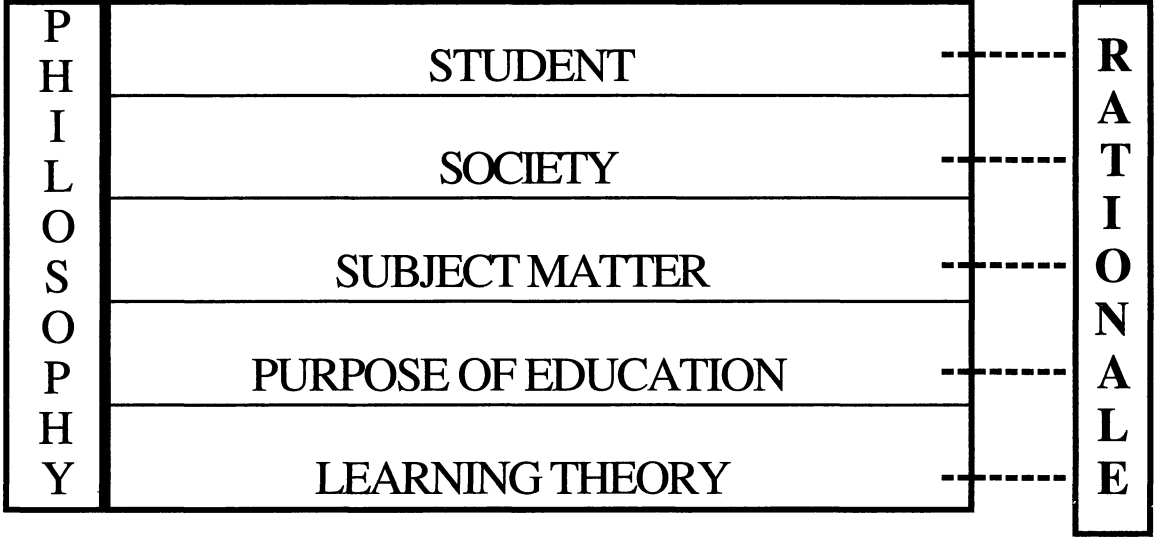 PHILOSOPHY
STUDENT
SOCIETY
SUBJECT MATTER
PURPOSE OF EDUCATION
LEARNING THEORY
RATIONALE